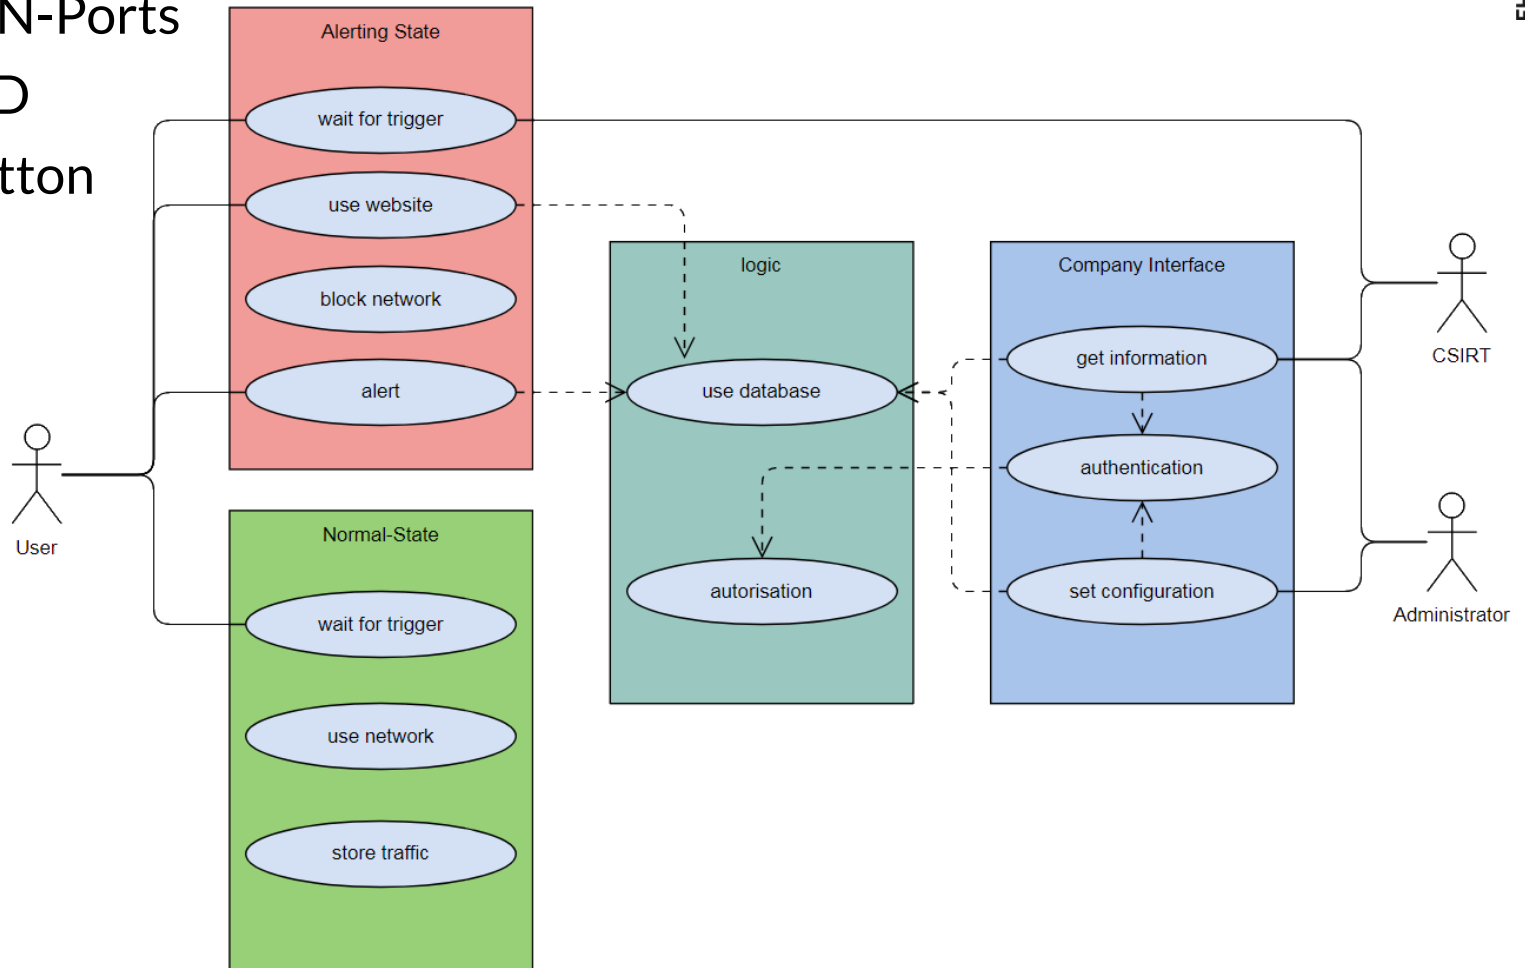 N-Ports
D
tton
Alerting State
wait for trigger
use website
block network
alert
logic
use database
autorisation
Company Interface
get information
authentication
set configuration
CSIRT
Administrator
User
Normal-State
wait for trigger
use network
store traffic